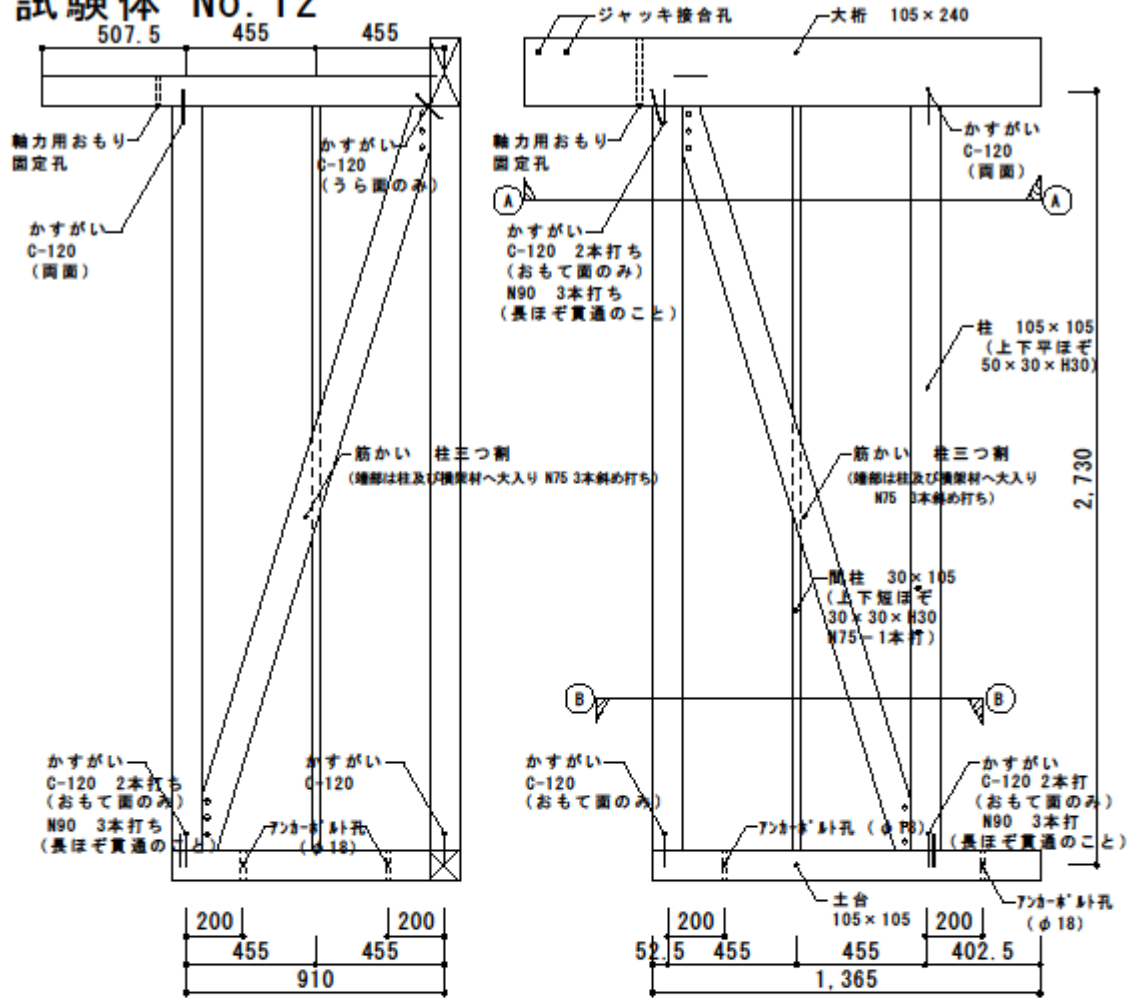 試験体 No.12
507.5
455
455
軸力用おもり
固定孔
かすがい
C-120
(両面)
かすがい
C-120
(うら面のみ)
筋かい 柱三つ割
(端部は柱及び横架材へ大入り N75 3本斜め打ち)
かすがい
C-120 2本打ち
(おもて面のみ)
N90 3本打ち
(長ほぞ貫通のこと)
かすがい
C-120
アンカーボルト孔
(φ18)
200
200
455
455
910
ジャッキ接合孔
大桁 105×240
軸力用おもり
固定孔
かすがい
C-120
(両面)
A
A
かすがい
C-120 2本打ち
(おもて面のみ)
N90 3本打ち
(長ほぞ貫通のこと)
柱 105×105
(上下平ほぞ
50×30×H30)
筋かい 柱三つ割
(端部は柱及び横架材へ大入り
N75 3本斜め打ち)
2,730
間柱 30×105
(上下短ほぞ
30×30×H30
N75-1本打)
B
B
かすがい
C-120
(おもて面のみ)
アンカーボルト孔 (φ18)
かすがい
C-120 2本打
(おもて面のみ)
N90 3本打
(長ほぞ貫通のこと)
土台
105×105
アンカーボルト孔
(φ18)
200
200
52.5
455
455
402.5
1,365